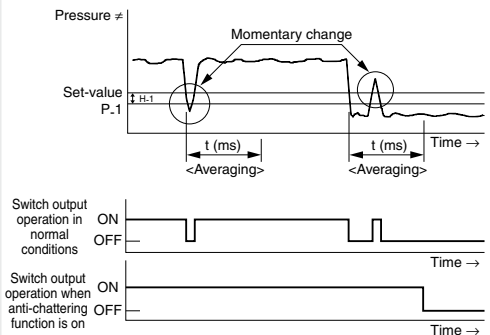 Pressure ≠
Momentary change
Set-value
H-1
P_1
Time →
t (ms)
t (ms)
<Averaging>
<Averaging>
Switch output
operation in
normal
conditions
ON
OFF
Time →
Switch output
operation when
anti-chattering
function is on
ON
OFF
Time →